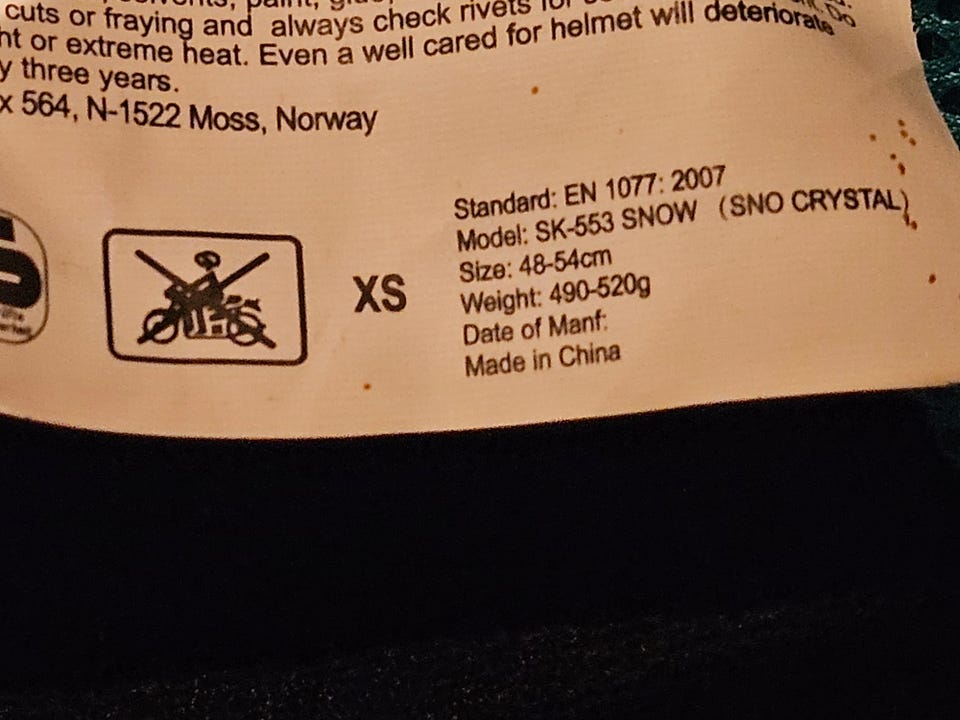 cuts or fraying and always check rivets for
ht or extreme heat. Even a well cared for helmet will deteriorate
y three years.
x 564, N-1522 Moss, Norway
Standard: EN 1077: 2007
Model: SK-553 SNOW (SNO CRYSTAL)
XS
Size: 48-54cm
Weight: 490-520g
Date of Manf:
Made in China